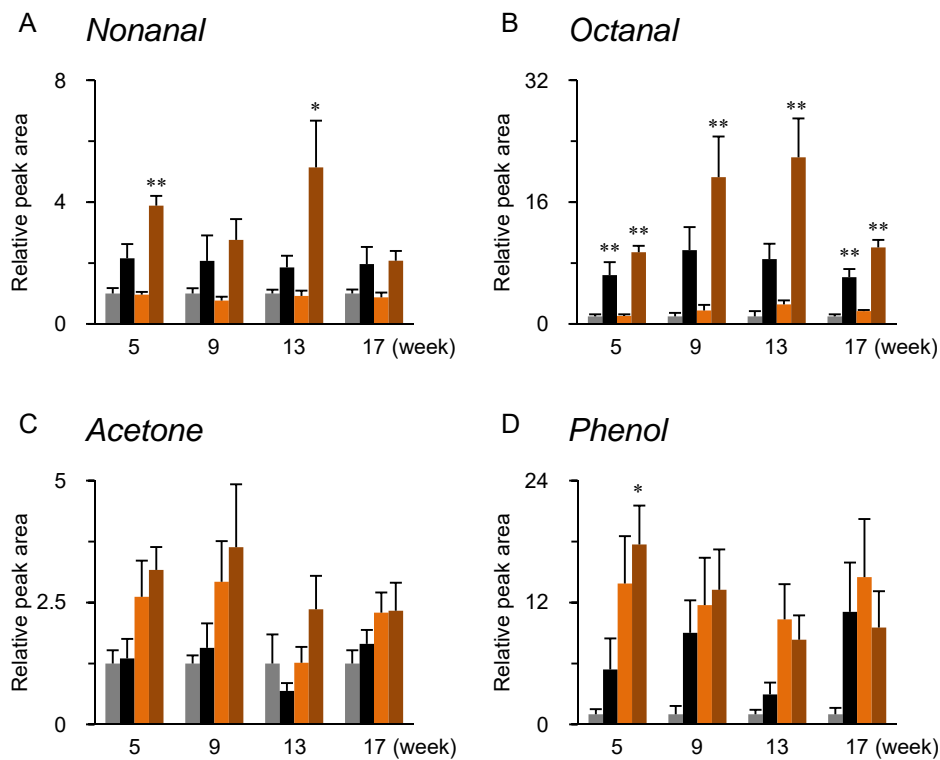 A Nonanal
Relative peak area
8
4
0
**
*
5 9 13 17 (week)
B Octanal
Relative peak area
32
16
0
** **
**
**
** **
5 9 13 17 (week)
C Acetone
Relative peak area
5
2.5
0
5 9 13 17 (week)
D Phenol
Relative peak area
24
12
0
*
5 9 13 17 (week)